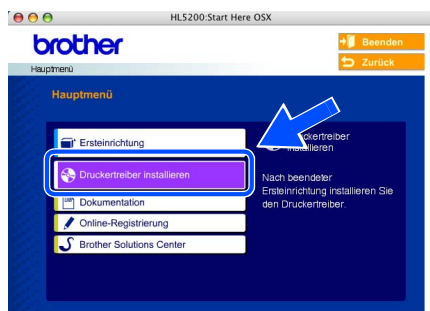 HL5200:Start Here OSX
brother
Beenden
Zurück
Hauptmenü
Hauptmenü
Ersteinrichtung
Druckertreiber installieren
Dokumentation
Online-Registrierung
Brother Solutions Center
installieren
Nach beendeter
Ersteinrichtung installieren Sie
den Druckertreiber.